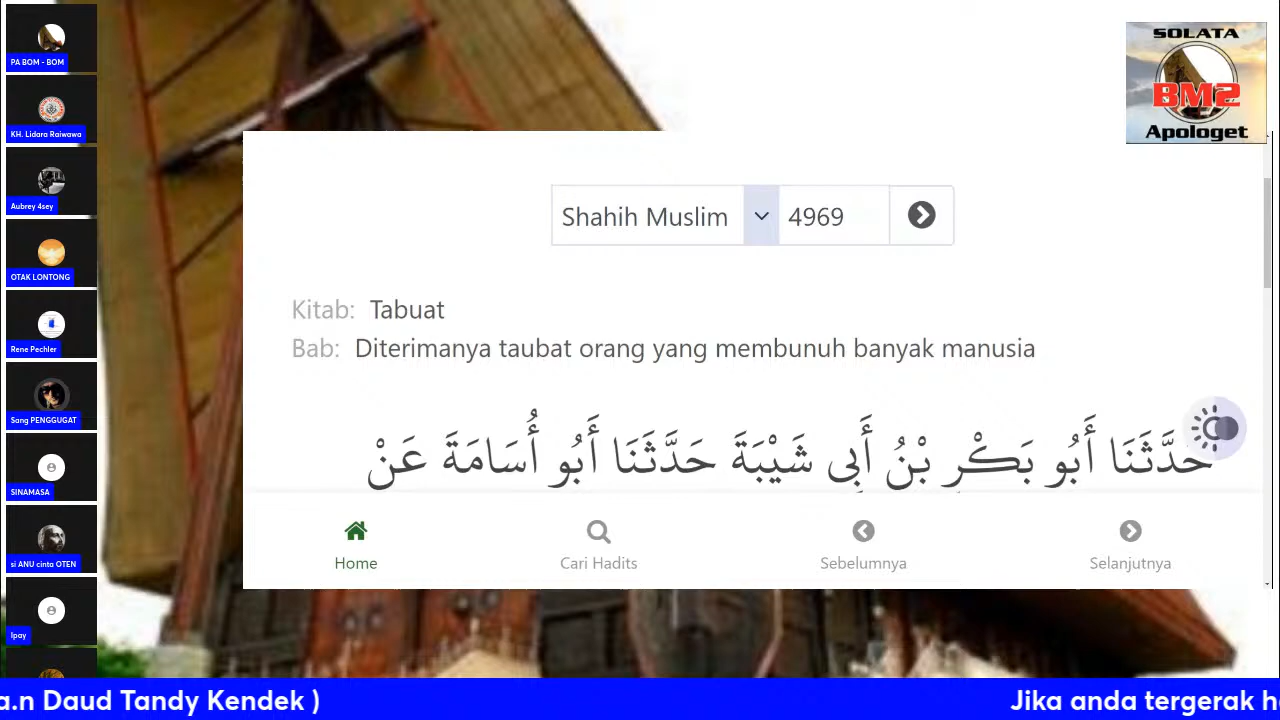 PA BOM - BOM
KH. Lidara Raiwawa
Aubrey 4sey
OTAK LONTONG
Rene Pechler
Sang PENGGUGAT
SINAMASA
si ANU cinta OTEN
Ipay
SOLATA
BM2
Apologet
Shahih Muslim 4969
Kitab: Tabuat
Bab: Diterimanya taubat orang yang membunuh banyak manusia
حَدَّثَنَا أَبُو بَكْرِ بْنُ أَبِي شَيْبَةَ حَدَّثَنَا أَبُو أُسَامَةَ عَنْ
Home
Cari Hadits
Sebelumnya
Selanjutnya
a.n Daud Tandy Kendek )
Jika anda tergerak